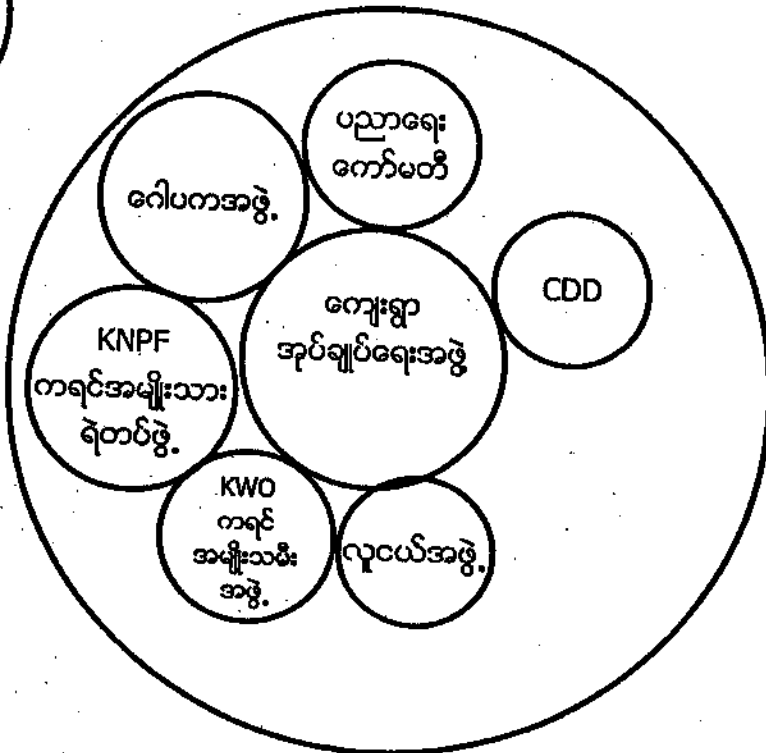 ပညာရေး
ကော်မတီ
ဂေါပကအဖွဲ့
CDD
ကျေးရွာ
အုပ်ချုပ်ရေးအဖွဲ့
KNPF
ကရင်အမျိုးသား
ရဲတပ်ဖွဲ့
KWO
ကရင်
အမျိုးသမီး
အဖွဲ့
လူငယ်အဖွဲ့